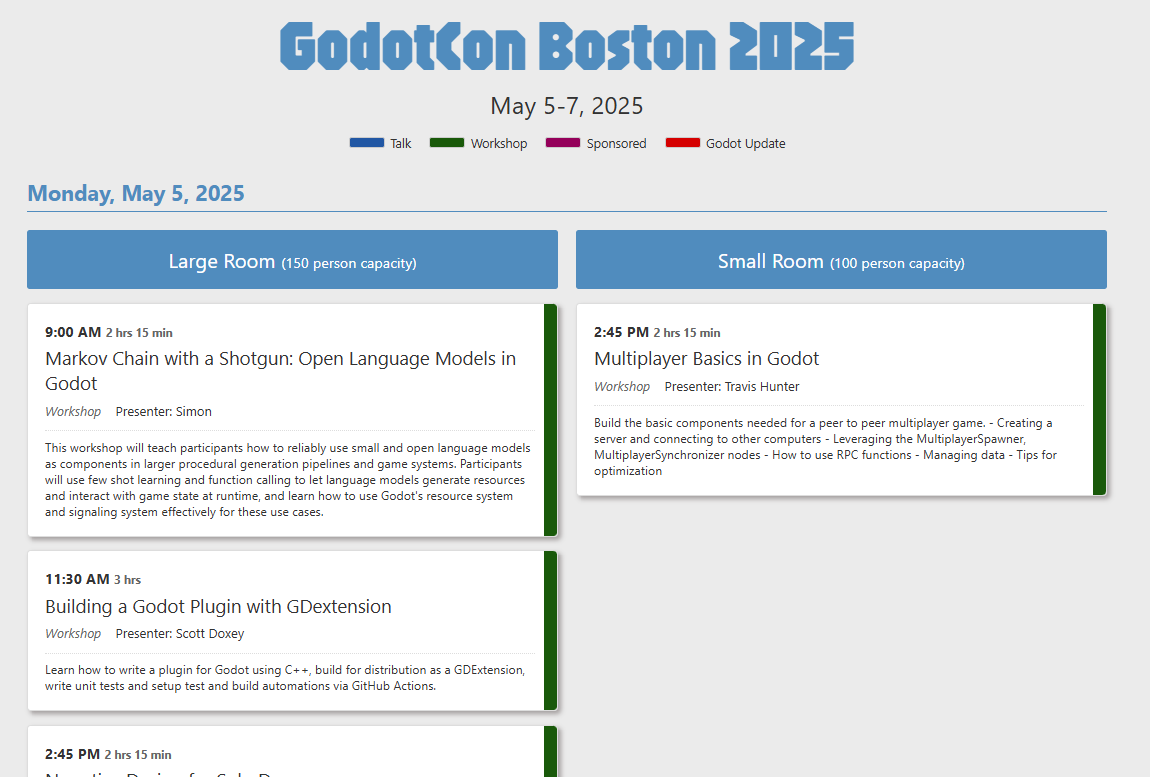 GodotCon Boston 2025
May 5-7, 2025
Talk Workshop Sponsored Godot Update
Monday, May 5, 2025
Large Room (150 person capacity)
9:00 AM 2 hrs 15 min
Markov Chain with a Shotgun: Open Language Models in
Godot
Workshop Presenter: Simon
This workshop will teach participants how to reliably use small and open language models
as components in larger procedural generation pipelines and game systems. Participants
will use few shot learning and function calling to let language models generate resources
and interact with game state at runtime, and learn how to use Godot's resource system
and signaling system effectively for these use cases.
11:30 AM 3 hrs
Building a Godot Plugin with GDextension
Workshop Presenter: Scott Doxey
Learn how to write a plugin for Godot using C++, build for distribution as a GDExtension,
write unit tests and setup test and build automations via GitHub Actions.
2:45 PM 2 hrs 15 min
Small Room (100 person capacity)
2:45 PM 2 hrs 15 min
Multiplayer Basics in Godot
Workshop Presenter: Travis Hunter
Build the basic components needed for a peer to peer multiplayer game. - Creating a
server and connecting to other computers - Leveraging the MultiplayerSpawner,
MultiplayerSynchronizer nodes - How to use RPC functions - Managing data - Tips for
optimization